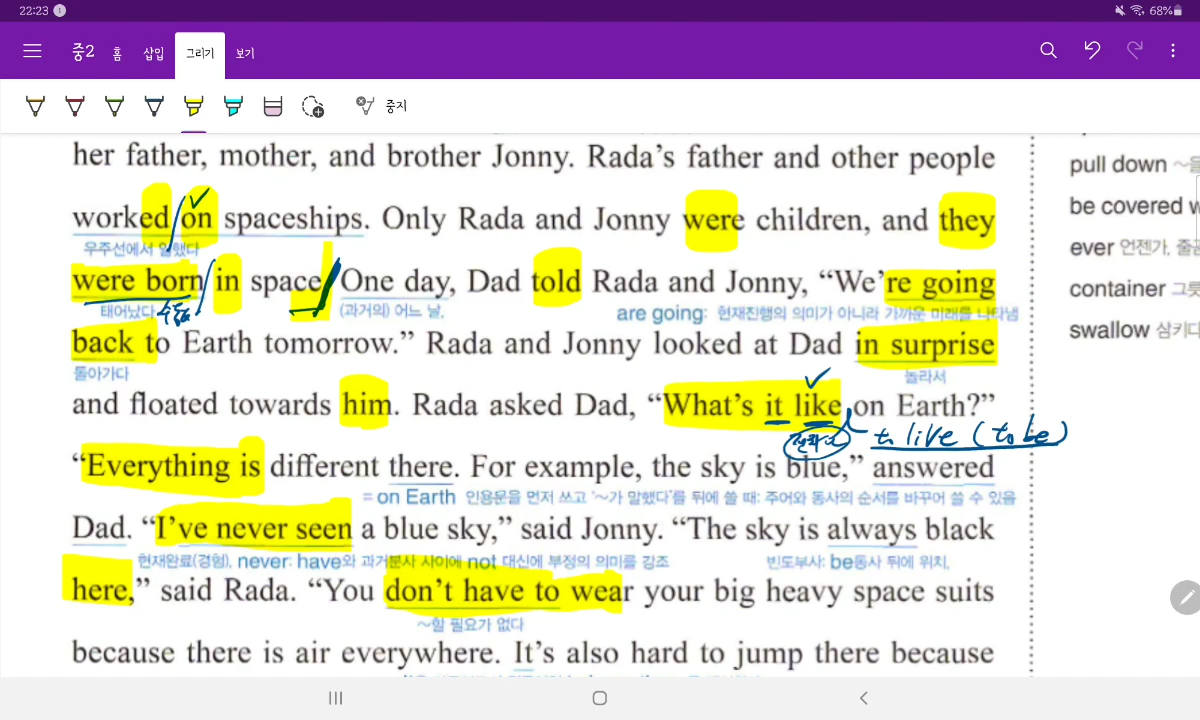 22:23
68%
중2 홈 삽입 그리기 보기
중지
her father, mother, and brother Jonny. Rada's father and other people
worked on spaceships. Only Rada and Jonny were children, and they
우주선에서 일했다
were born in space. One day, Dad told Rada and Jonny, "We're going
태어났다 수동 (과거의) 어느 날, are going: 현재진행의 의미가 아니라 가까운 미래를 나타냄
back to Earth tomorrow." Rada and Jonny looked at Dad in surprise
돌아가다 놀라서
and floated towards him. Rada asked Dad, "What's it like on Earth?"
to live (to be)
"Everything is different there. For example, the sky is blue," answered
= on Earth 인용문을 먼저 쓰고 '~가 말했다'를 뒤에 쓸 때: 주어와 동사의 순서를 바꾸어 쓸 수 있음
Dad. "I've never seen a blue sky," said Jonny. "The sky is always black
현재완료(경험), never: have와 과거분사 사이에 not 대신에 부정의 의미를 강조 빈도부사: be동사 뒤에 위치,
here," said Rada. "You don't have to wear your big heavy space suits
~할 필요가 없다
because there is air everywhere. It's also hard to jump there because
pull down ~을
be covered w
ever 언젠가, 줄곧
container 그릇
swallow 삼키다